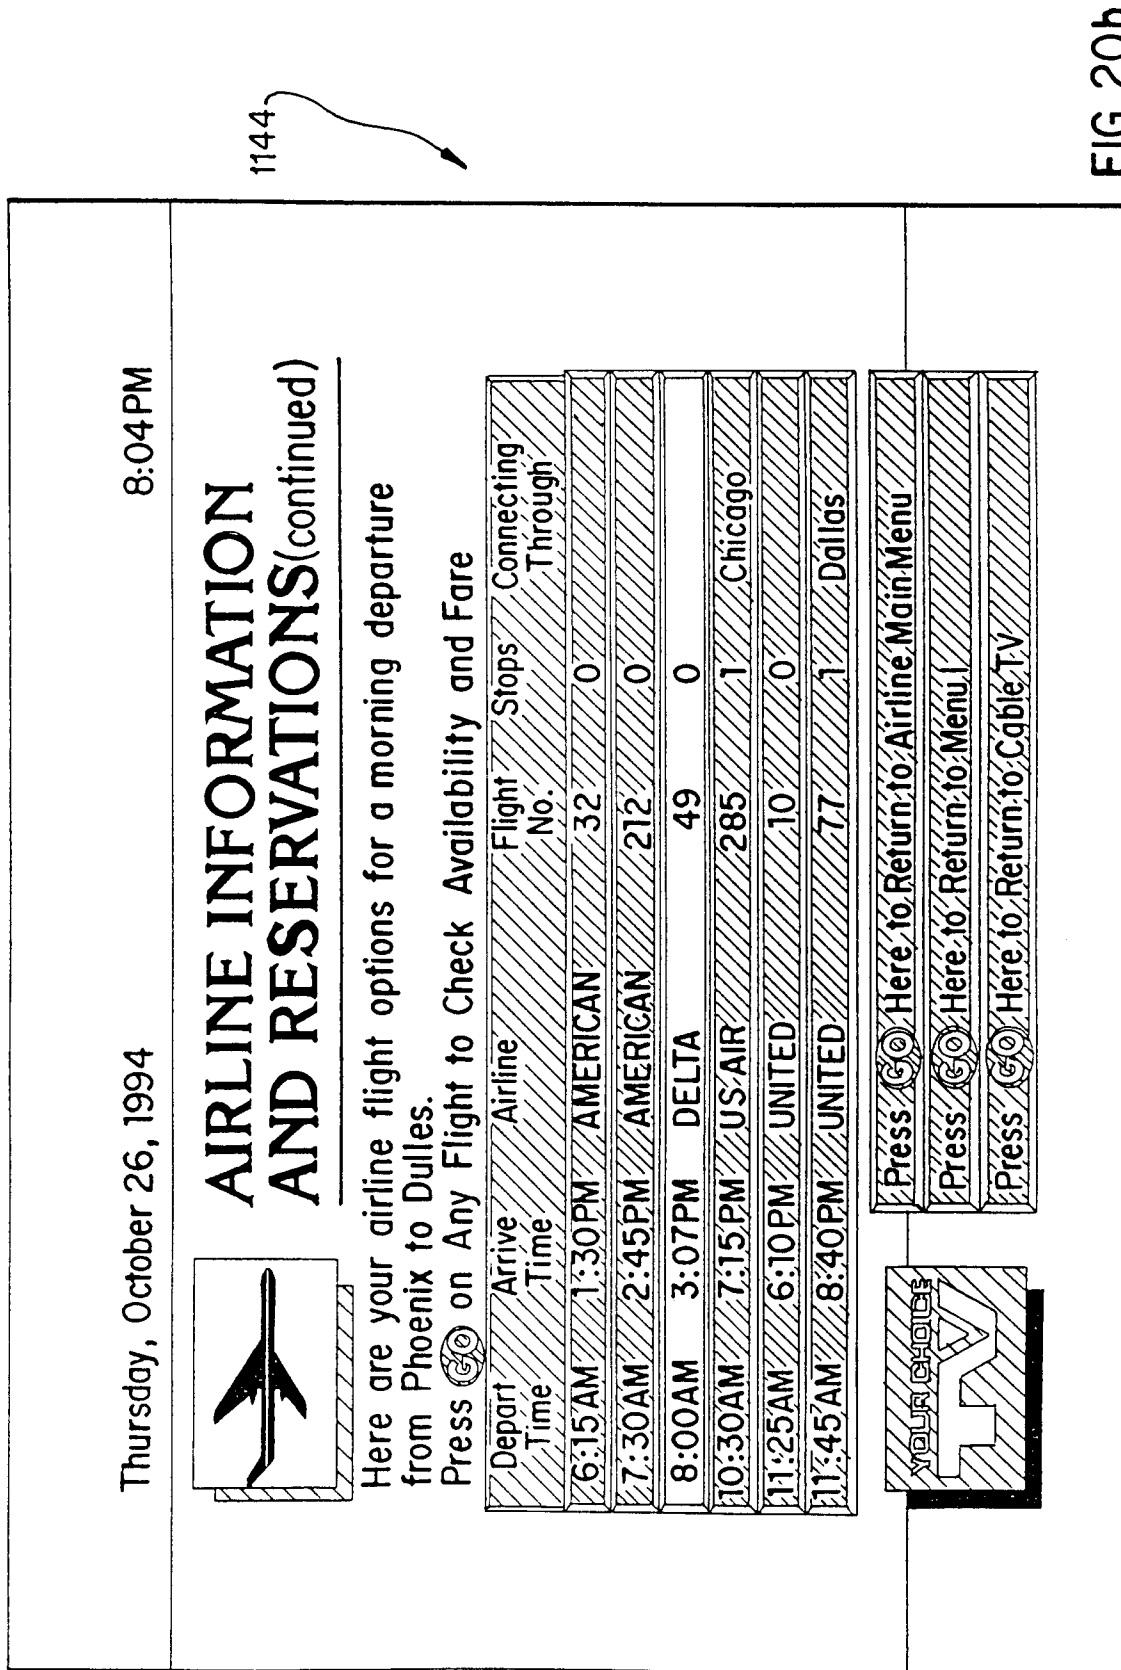 Thursday, October 26, 1994 8:04PM
1144
AIRLINE INFORMATION
AND RESERVATIONS(continued)
Here are your airline flight options for a morning departure
from Phoenix to Dulles.
Press GO on Any Flight to Check Availability and Fare
Depart Arrive Airline Flight Stops Connecting
Time Time No. Through
6:15AM 1:30PM AMERICAN 32 0
7:30AM 2:45PM AMERICAN 212 0
8:00AM 3:07PM DELTA 49 0
10:30AM 7:15PM US AIR 285 1 Chicago
11:25AM 6:10PM UNITED 10 0
11:45AM 8:40PM UNITED 77 1 Dallas
Press GO Here to Return to Airline Main Menu
Press GO Here to Return to Menu
Press GO Here to Return to Cable TV
YOUR CHOICE
TV
FIG. 20b